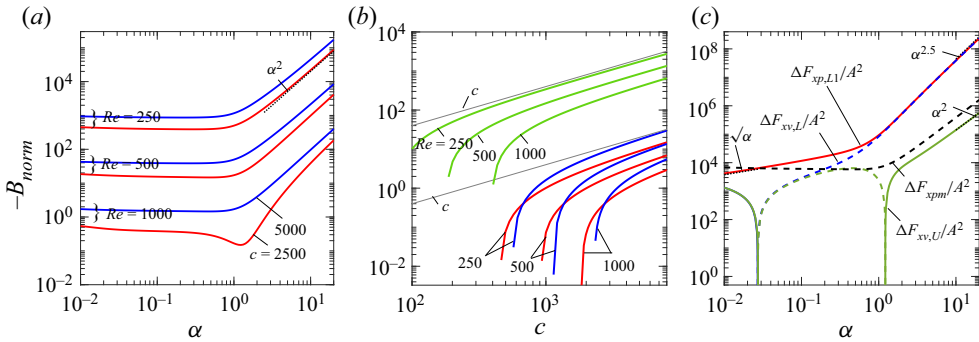 (a)
(b)
(c)
−B_norm
10^4
10^2
10^0
10^−2
α^2
} Re = 250
} Re = 500
} Re = 1000
5000
c = 2500
10^−2
10^−1
10^0
10^1
α
10^4
10^2
10^0
10^−2
c
Re = 250
500
1000
c
250
500
1000
10^2
10^3
c
10^8
10^6
10^4
10^2
10^0
α^2.5
ΔF_xp,L1/A^2
α^2
ΔF_xv,L/A^2
√α
ΔF_xpm/A^2
ΔF_xv,U/A^2
10^−2
10^−1
10^0
10^1
α